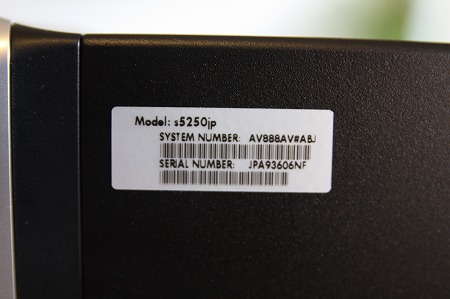 Model: s5250jp
SYSTEM NUMBER: AV888AV#ABJ
SERIAL NUMBER: JPA93606NF